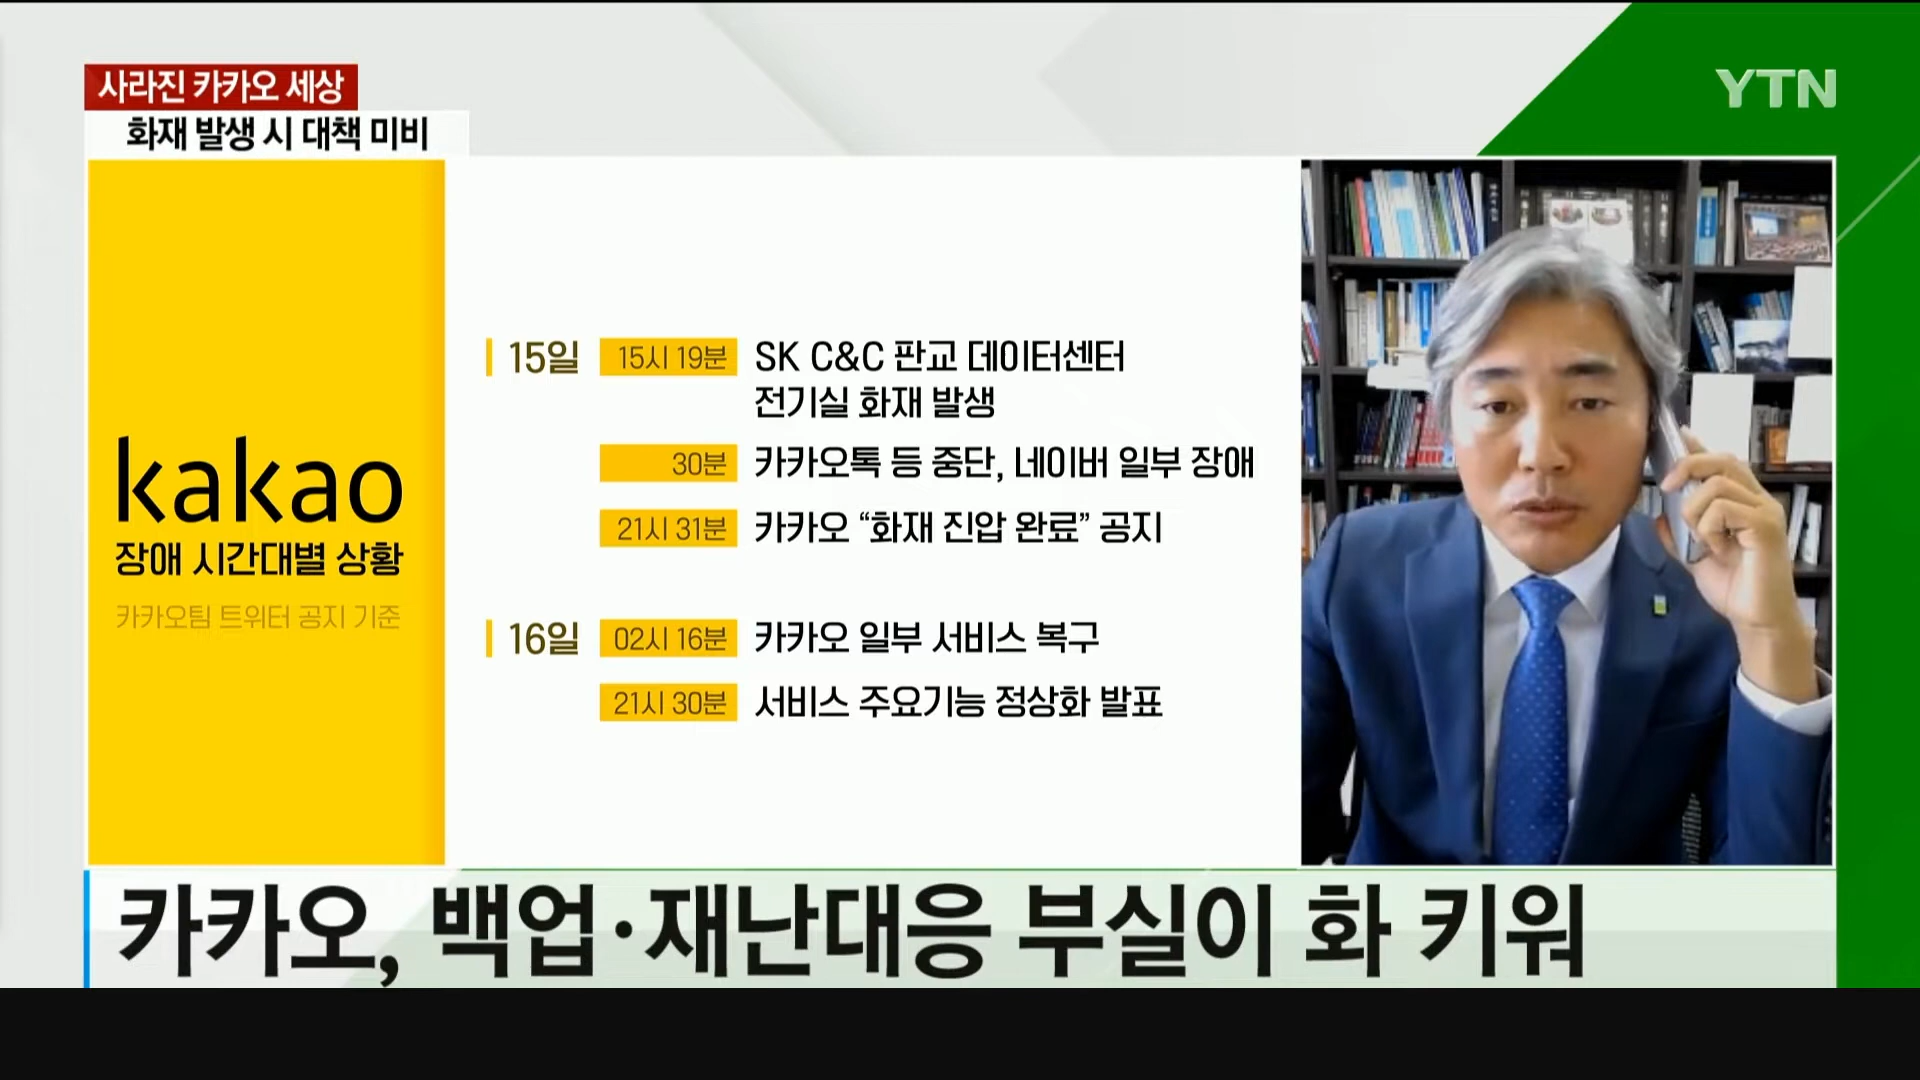 사라진 카카오 세상
YTN
화재 발생 시 대책 미비
kakao
장애 시간대별 상황
카카오팀 트위터 공지 기준
15일 15시 19분 SK C&C 판교 데이터센터
전기실 화재 발생
30분 카카오톡 등 중단, 네이버 일부 장애
21시 31분 카카오 “화재 진압 완료” 공지
16일 02시 16분 카카오 일부 서비스 복구
21시 30분 서비스 주요기능 정상화 발표
카카오, 백업·재난대응 부실이 화 키워